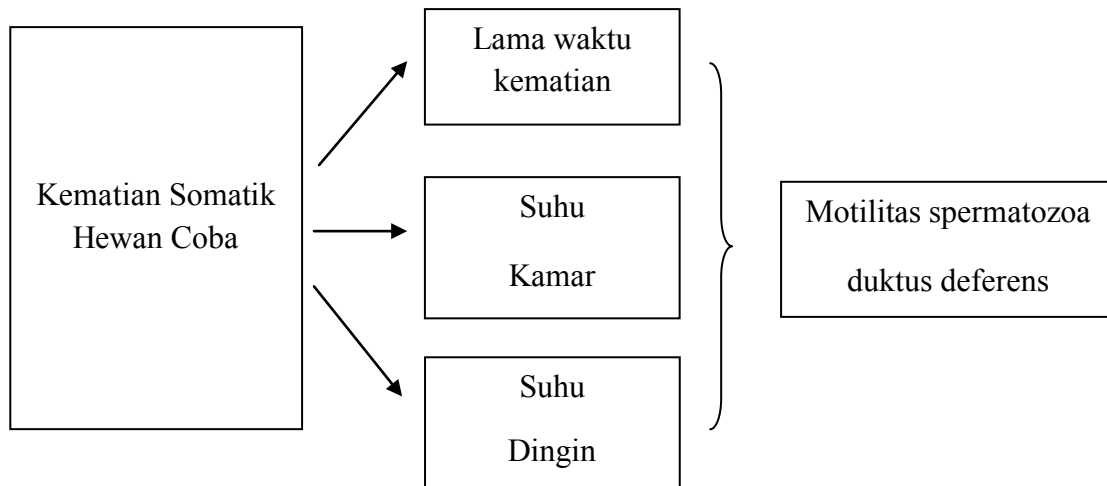 Kematian Somatik
Hewan Coba
Lama waktu
kematian
Suhu
Kamar
Suhu
Dingin
Motilitas spermatozoa
duktus deferens